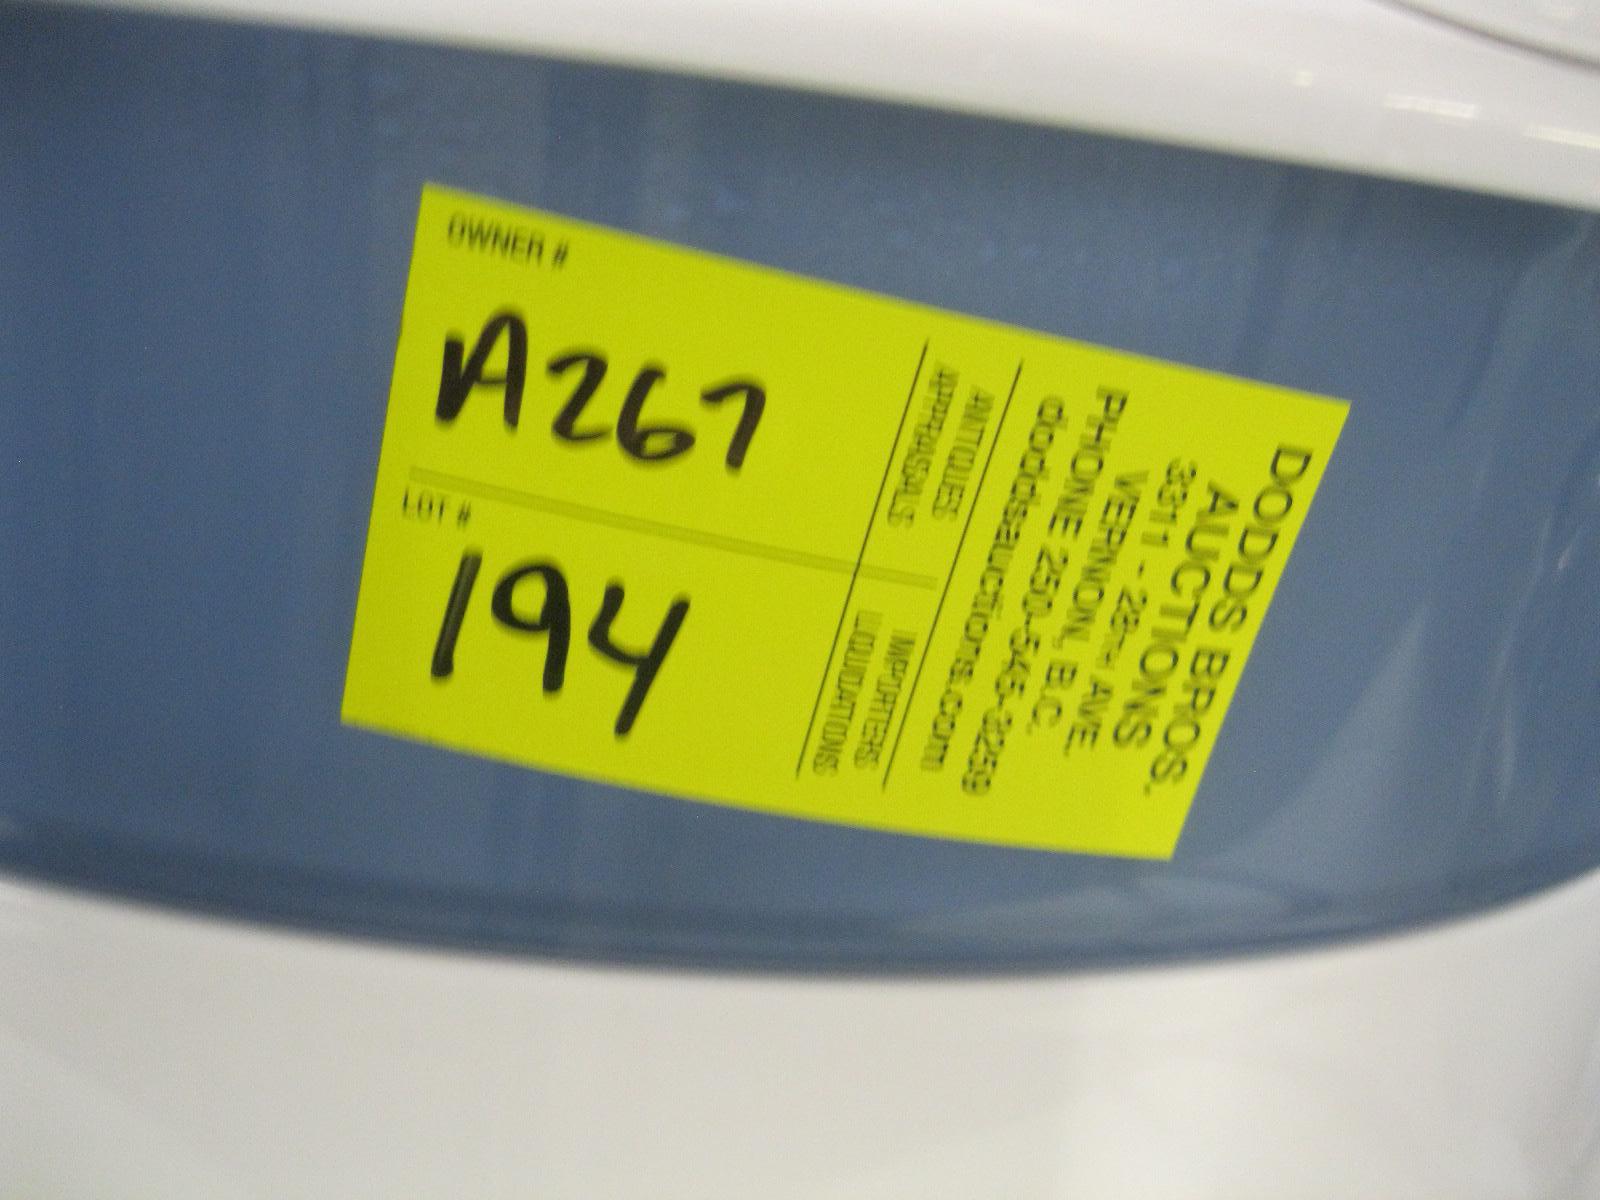 OWNER #
A267
LOT #
194
DODDS BROS.
AUCTIONS
3311 - 28TH AVE.
VERNON, B.C.
PHONE 250-545-3259
doddsauctions.com
ANTIQUES
APPRAISALS
IMPORTERS
LIQUIDATIONS